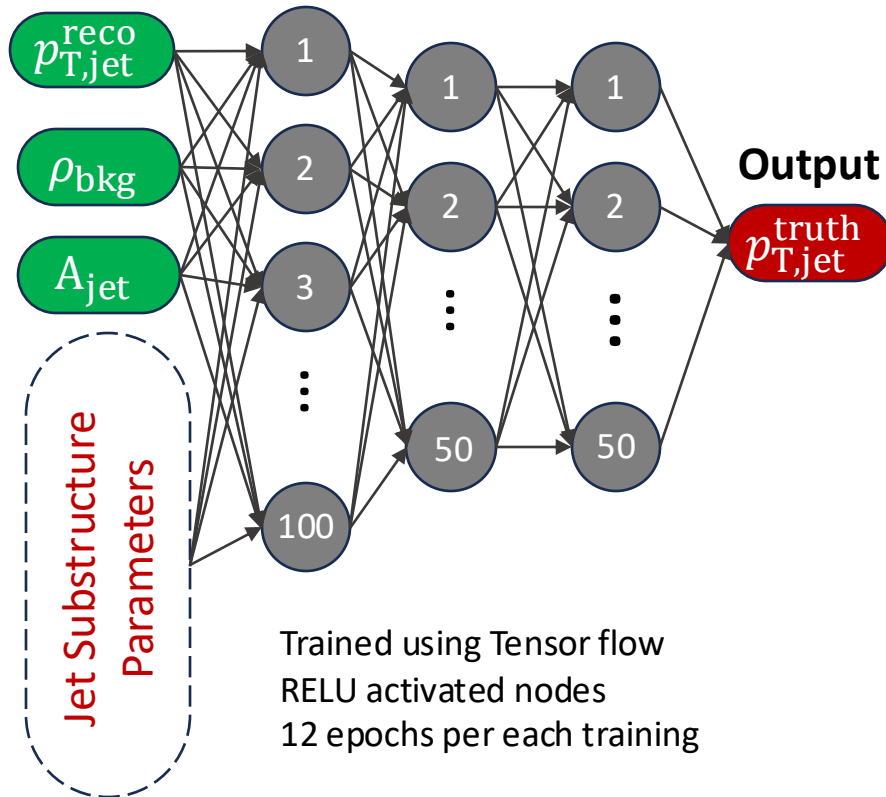 p_{T,jet}^{reco}
ρ_{bkg}
A_{jet}
Jet Substructure
Parameters
1
2
3
⋮
100
1
2
⋮
50
1
2
⋮
50
Output
p_{T,jet}^{truth}
Trained using Tensor flow
RELU activated nodes
12 epochs per each training